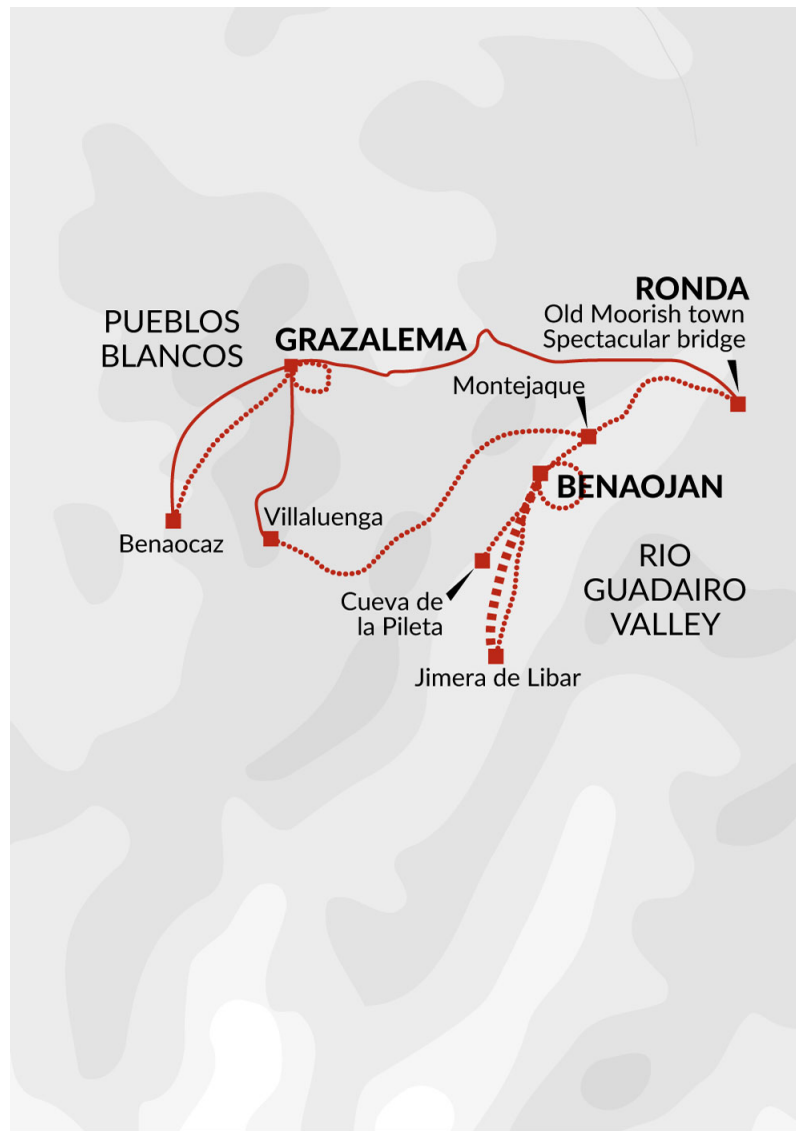 PUEBLOS
BLANCOS
GRAZALEMA
RONDA
Old Moorish town
Spectacular bridge
Montejaque
BENAOJAN
Benaocaz
Villaluenga
Cueva de
la Pileta
RIO
GUADAIRO
VALLEY
Jimera de Libar